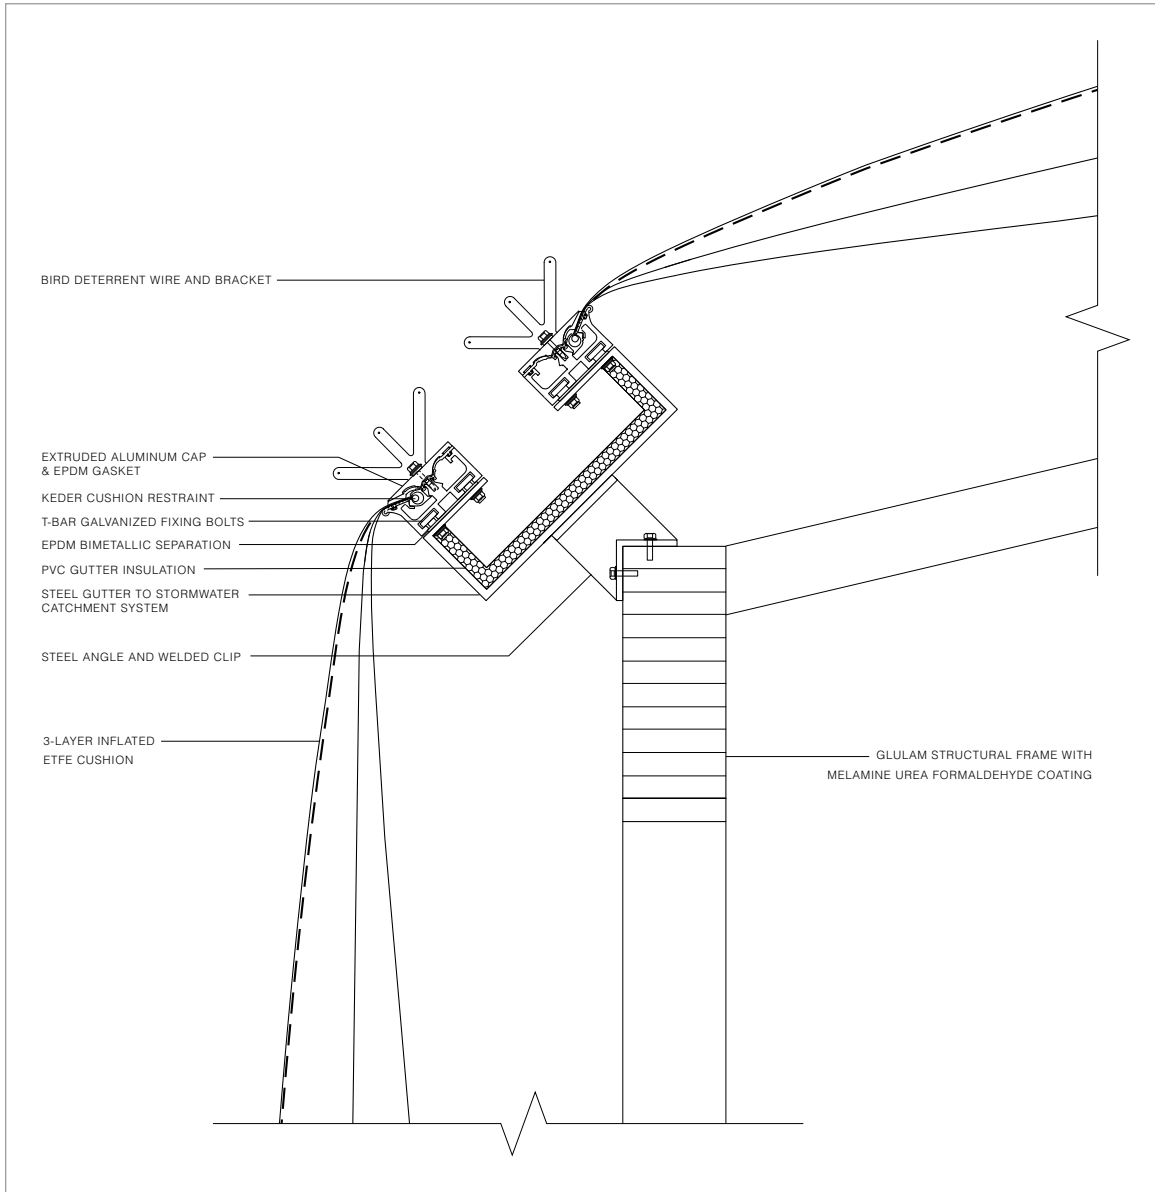 BIRD DETERRENT WIRE AND BRACKET
EXTRUDED ALUMINUM CAP
& EPDM GASKET
KEDER CUSHION RESTRAINT
T-BAR GALVANIZED FIXING BOLTS
EPDM BIMETALLIC SEPARATION
PVC GUTTER INSULATION
STEEL GUTTER TO STORMWATER
CATCHMENT SYSTEM
STEEL ANGLE AND WELDED CLIP
3-LAYER INFLATED
ETFE CUSHION
GLULAM STRUCTURAL FRAME WITH
MELAMINE UREA FORMALDEHYDE COATING